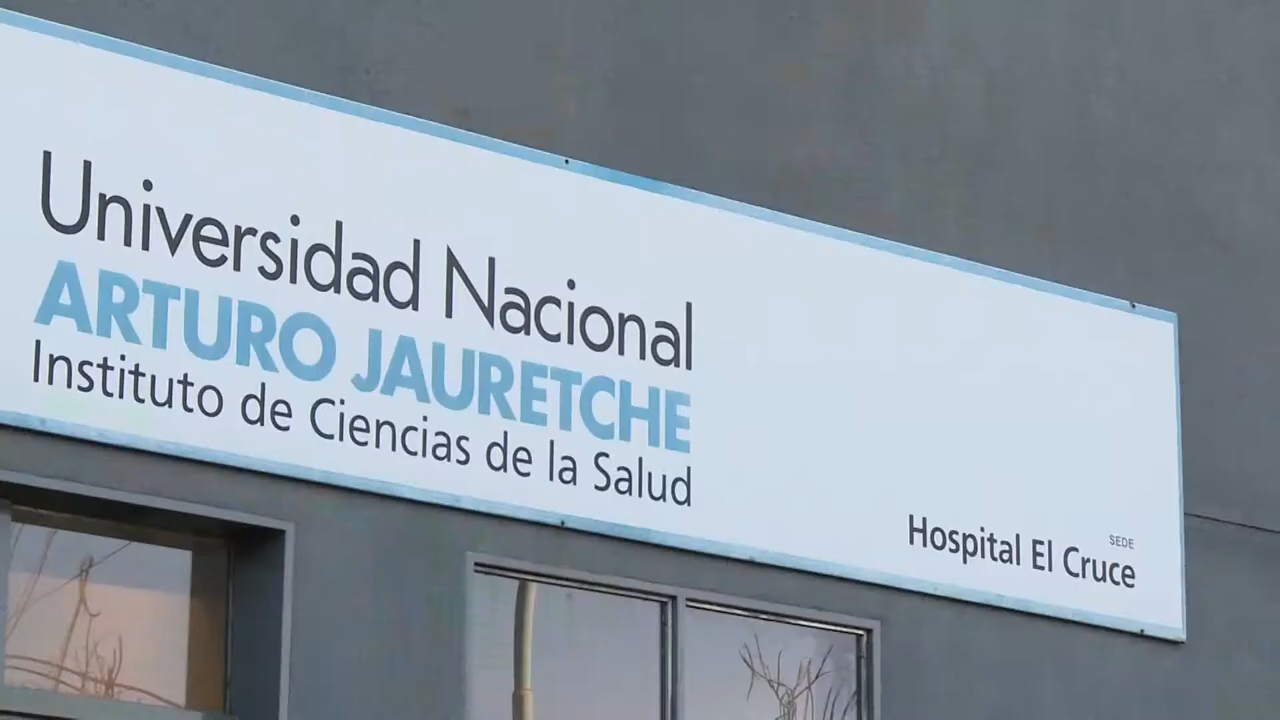 Universidad Nacional
ARTURO JAURETCHE
Instituto de Ciencias de la Salud
SEDE
Hospital El Cruce